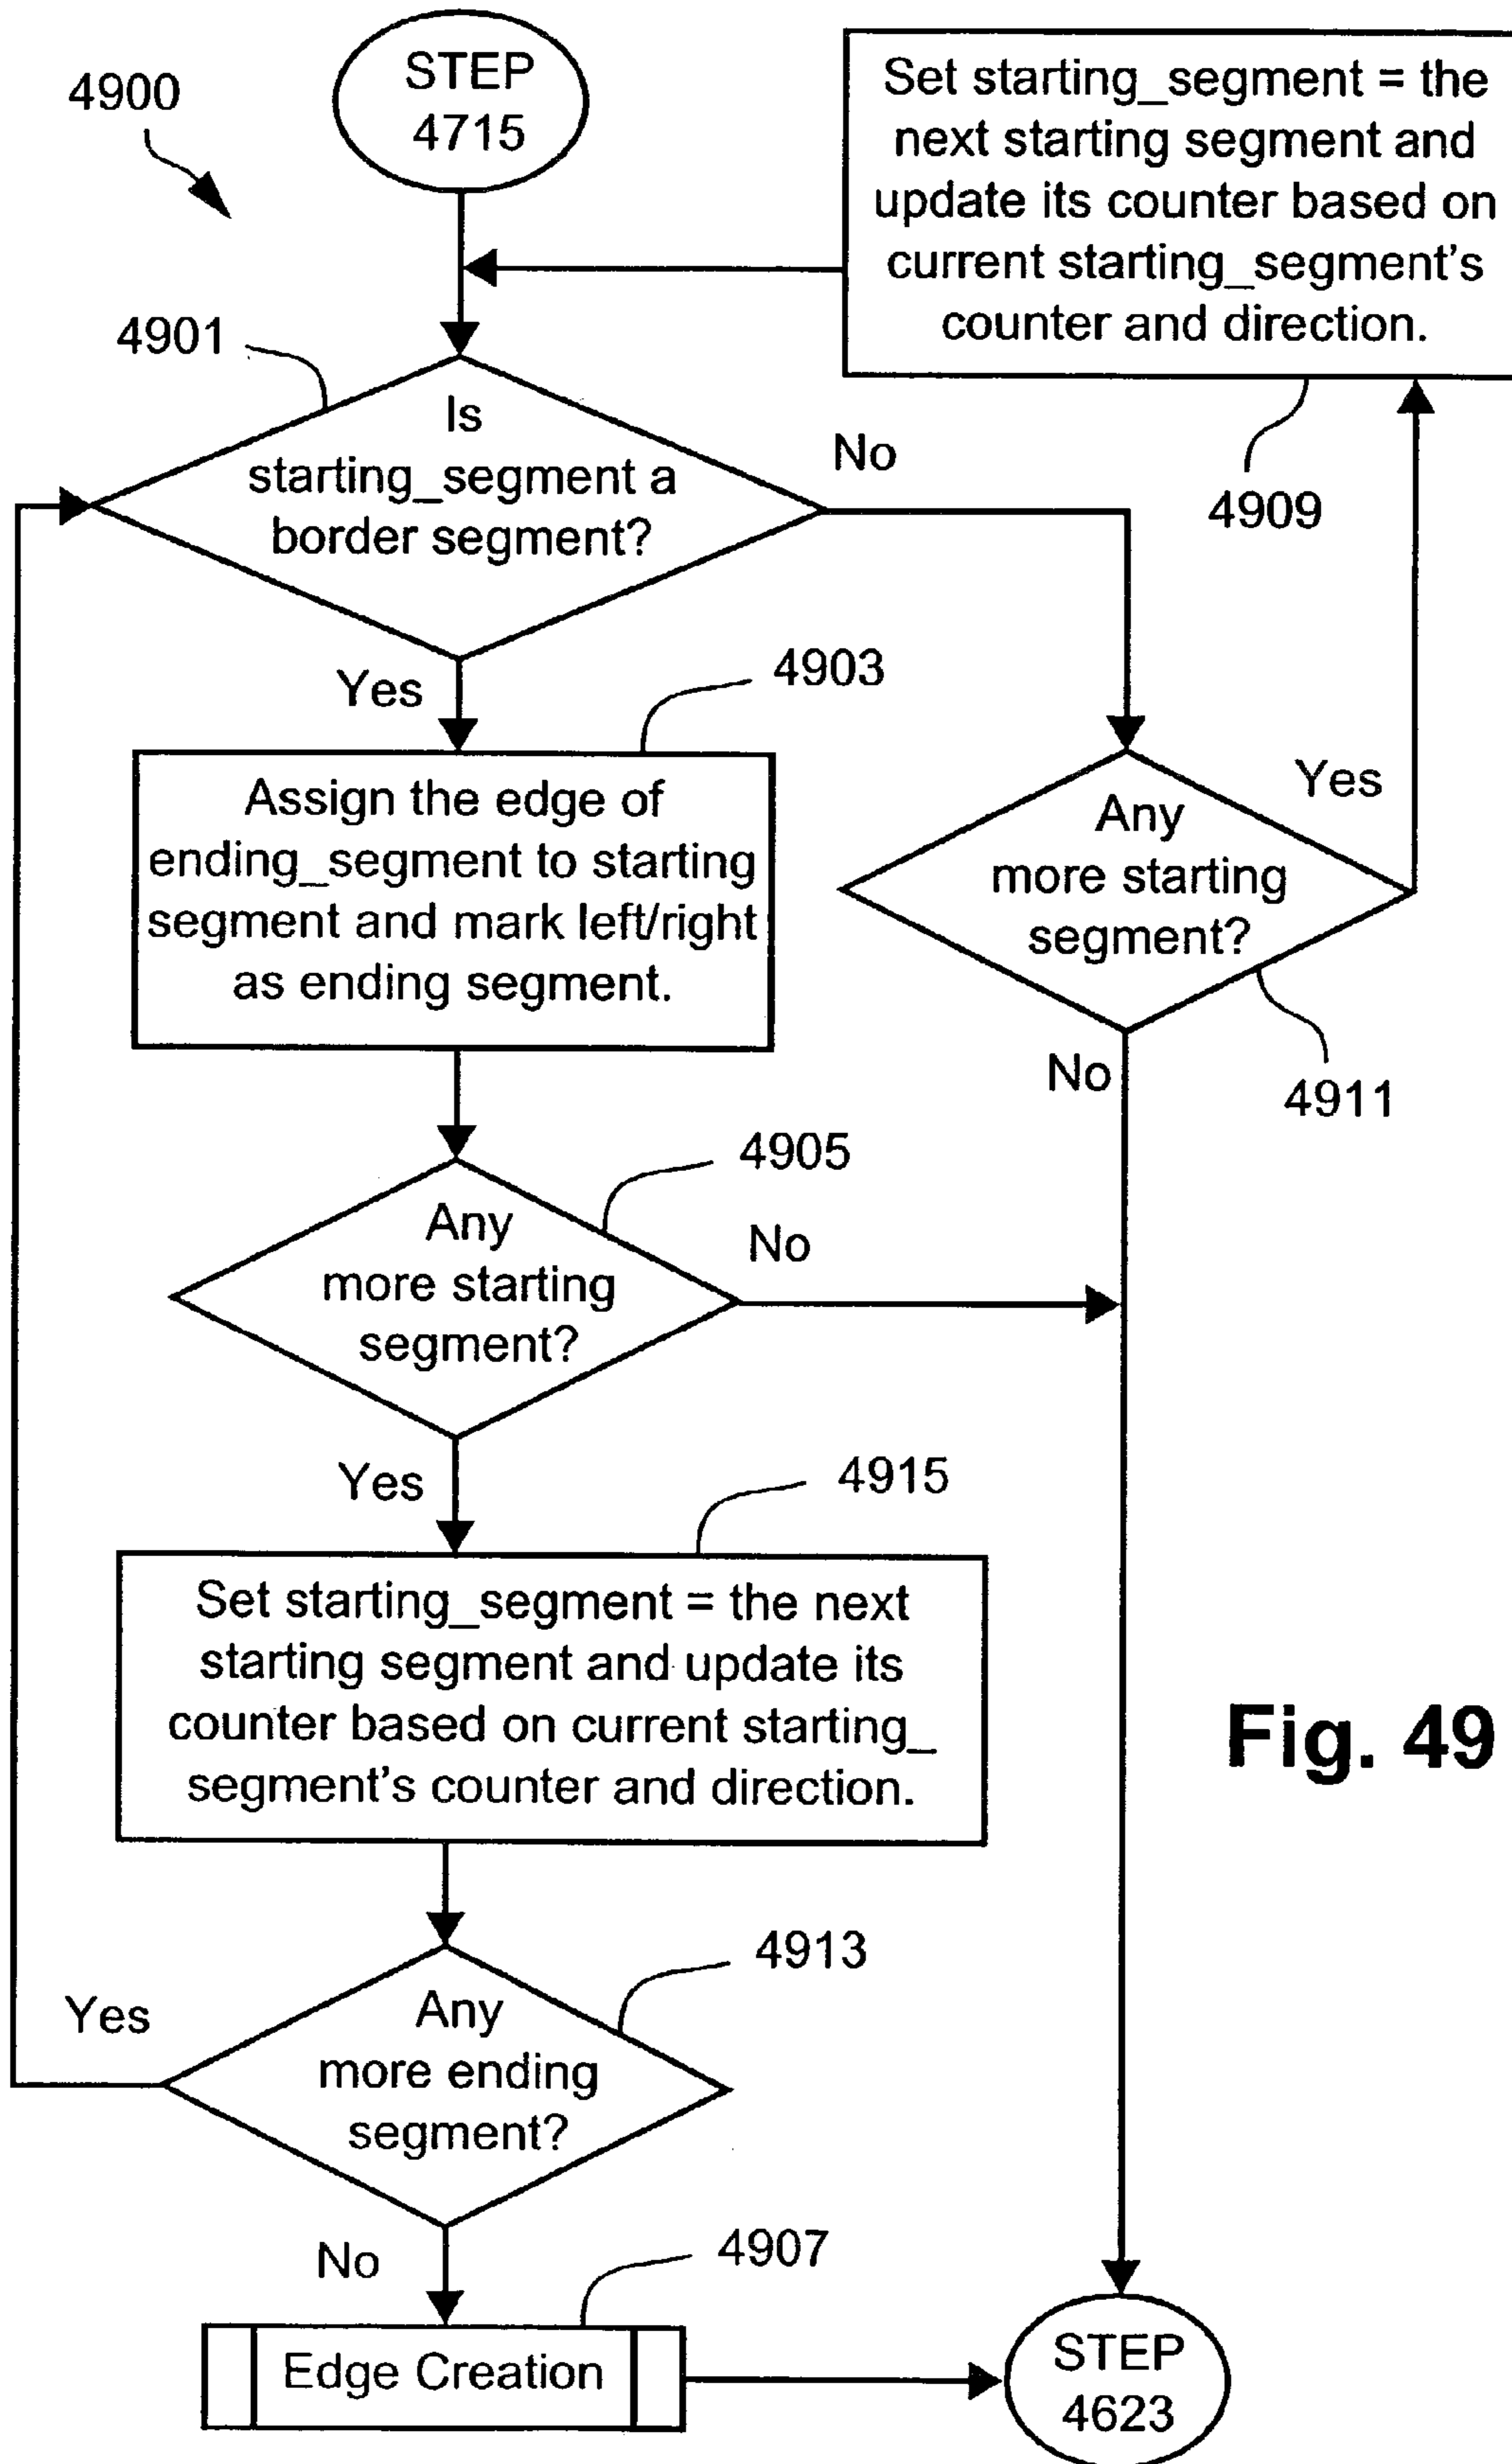 4900
STEP
4715
Set starting_segment = the
next starting segment and
update its counter based on
current starting_segment's
counter and direction.
4909
4901
Is
starting_segment a
border segment?
No
Yes
4903
Assign the edge of
ending_segment to starting
segment and mark left/right
as ending segment.
Any
more starting
segment?
Yes
No
4911
4905
Any
more starting
segment?
No
Yes
4915
Set starting_segment = the next
starting segment and update its
counter based on current starting_
segment's counter and direction.
Fig. 49
4913
Any
more ending
segment?
Yes
No
4907
Edge Creation
STEP
4623